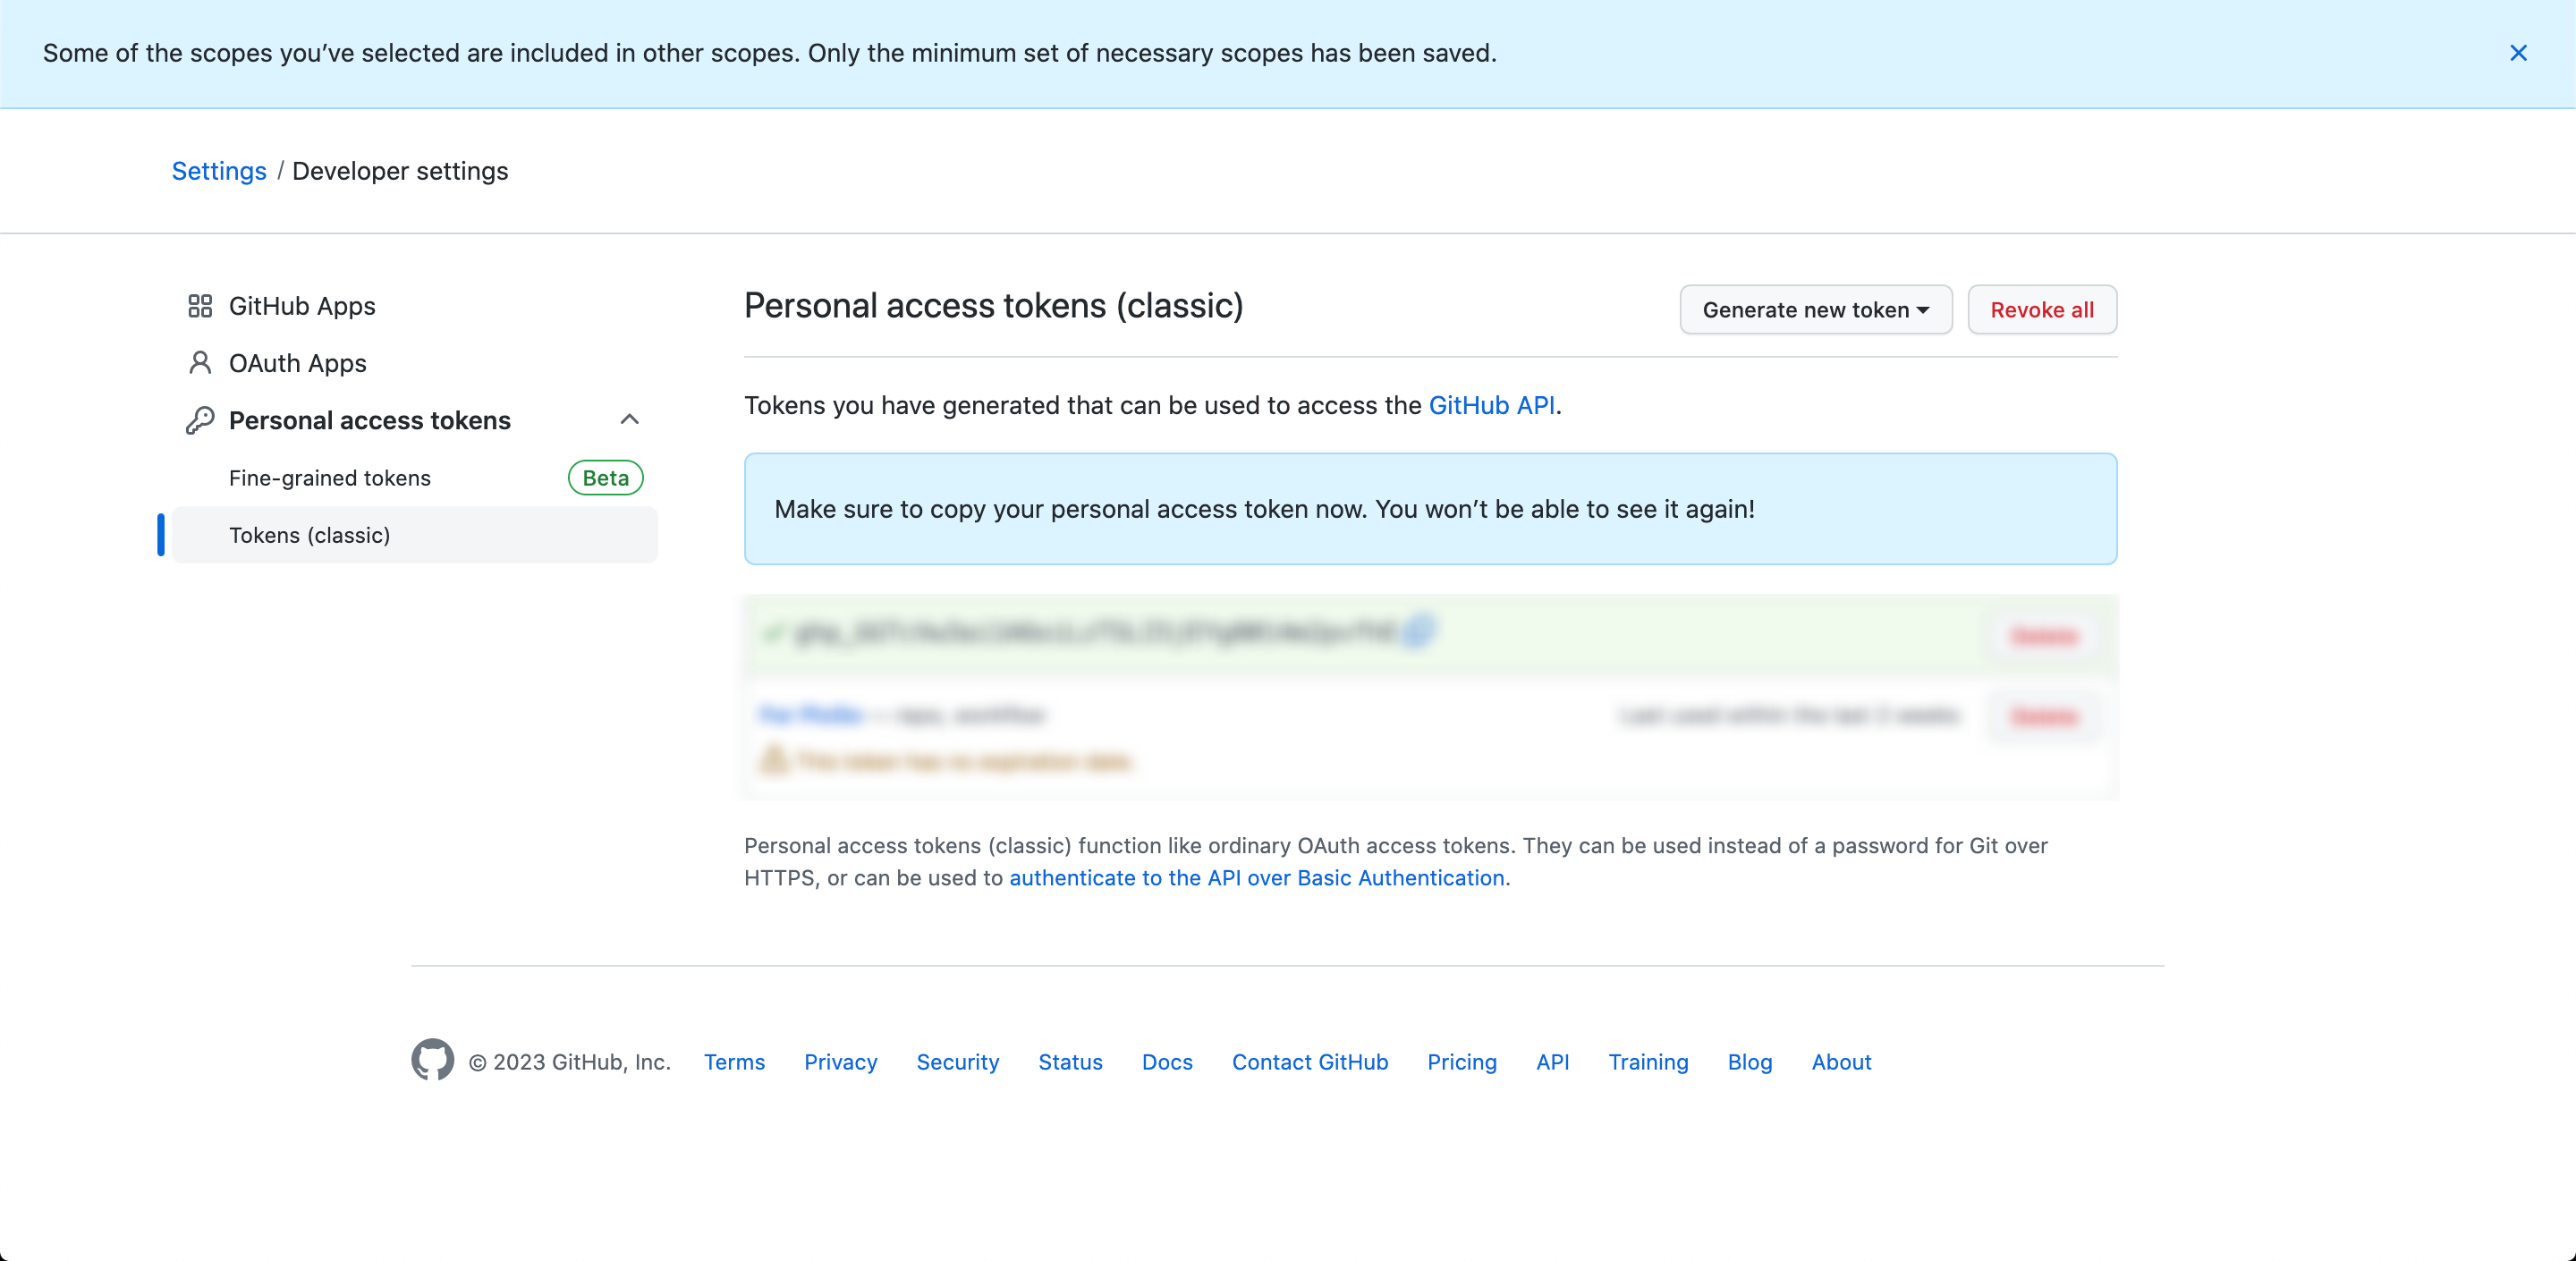 Some of the scopes you’ve selected are included in other scopes. Only the minimum set of necessary scopes has been saved.
Settings / Developer settings
GitHub Apps
OAuth Apps
Personal access tokens
Fine-grained tokens Beta
Tokens (classic)
Personal access tokens (classic)
Generate new token
Revoke all
Tokens you have generated that can be used to access the GitHub API.
Make sure to copy your personal access token now. You won’t be able to see it again!
Personal access tokens (classic) function like ordinary OAuth access tokens. They can be used instead of a password for Git over
HTTPS, or can be used to authenticate to the API over Basic Authentication.
© 2023 GitHub, Inc. Terms Privacy Security Status Docs Contact GitHub Pricing API Training Blog About